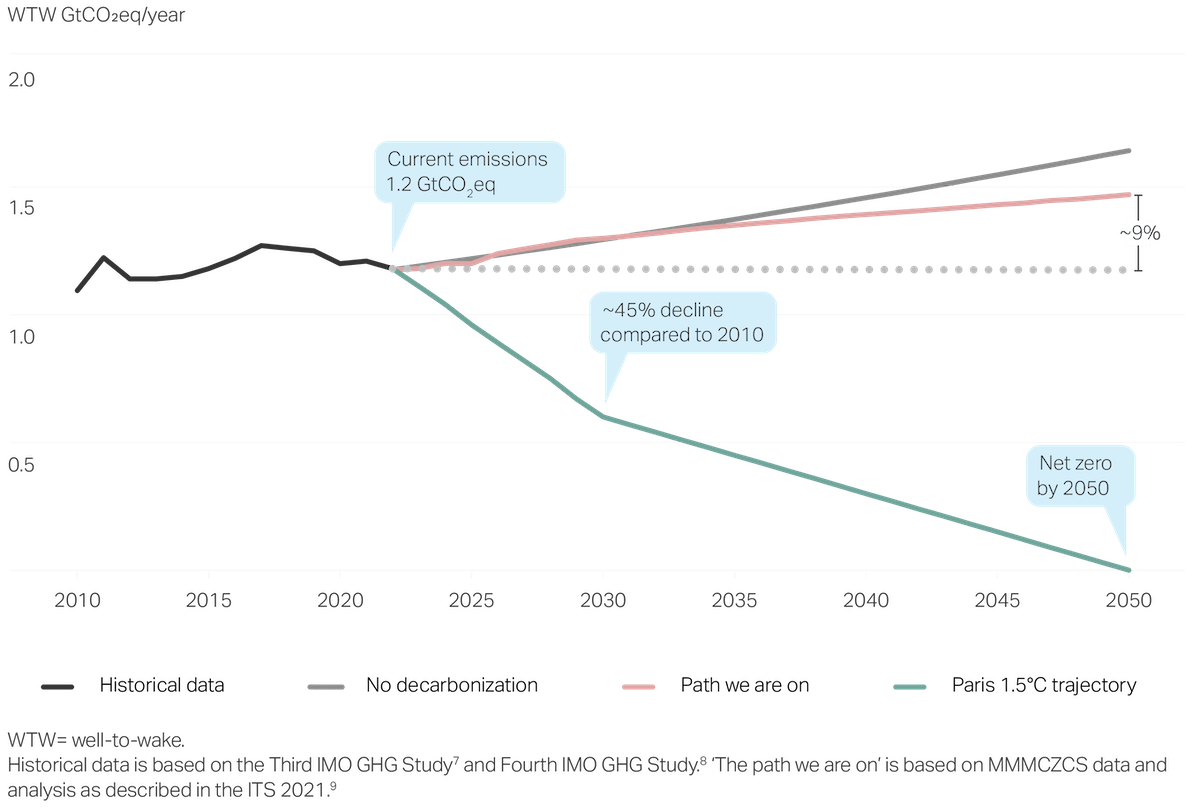 WTW GtCO₂eq/year
2.0
1.5
1.0
0.5
Current emissions
1.2 GtCO₂eq
~9%
~45% decline
compared to 2010
Net zero
by 2050
2010 2015 2020 2025 2030 2035 2040 2045 2050
Historical data No decarbonization Path we are on Paris 1.5°C trajectory
WTW= well-to-wake.
Historical data is based on the Third IMO GHG Study⁷ and Fourth IMO GHG Study.⁸ ‘The path we are on’ is based on MMMCZCS data and
analysis as described in the ITS 2021.⁹